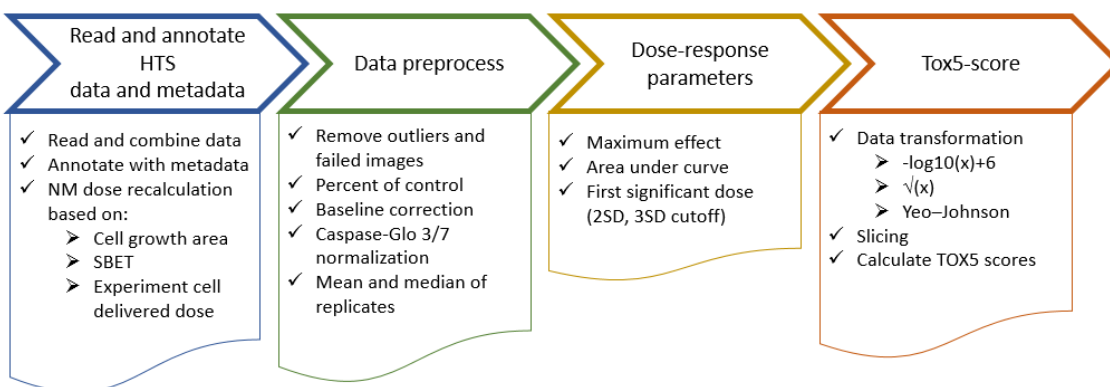 Read and annotate
HTS
data and metadata
✓ Read and combine data
✓ Annotate with metadata
✓ NM dose recalculation
based on:
➤ Cell growth area
➤ SBET
➤ Experiment cell
delivered dose
Data preprocess
✓ Remove outliers and
failed images
✓ Percent of control
✓ Baseline correction
✓ Caspase-Glo 3/7
normalization
✓ Mean and median of
replicates
Dose-response
parameters
✓ Maximum effect
✓ Area under curve
✓ First significant dose
(2SD, 3SD cutoff)
Tox5-score
✓ Data transformation
➤ -log10(x)+6
➤ √(x)
➤ Yeo–Johnson
✓ Slicing
✓ Calculate TOX5 scores